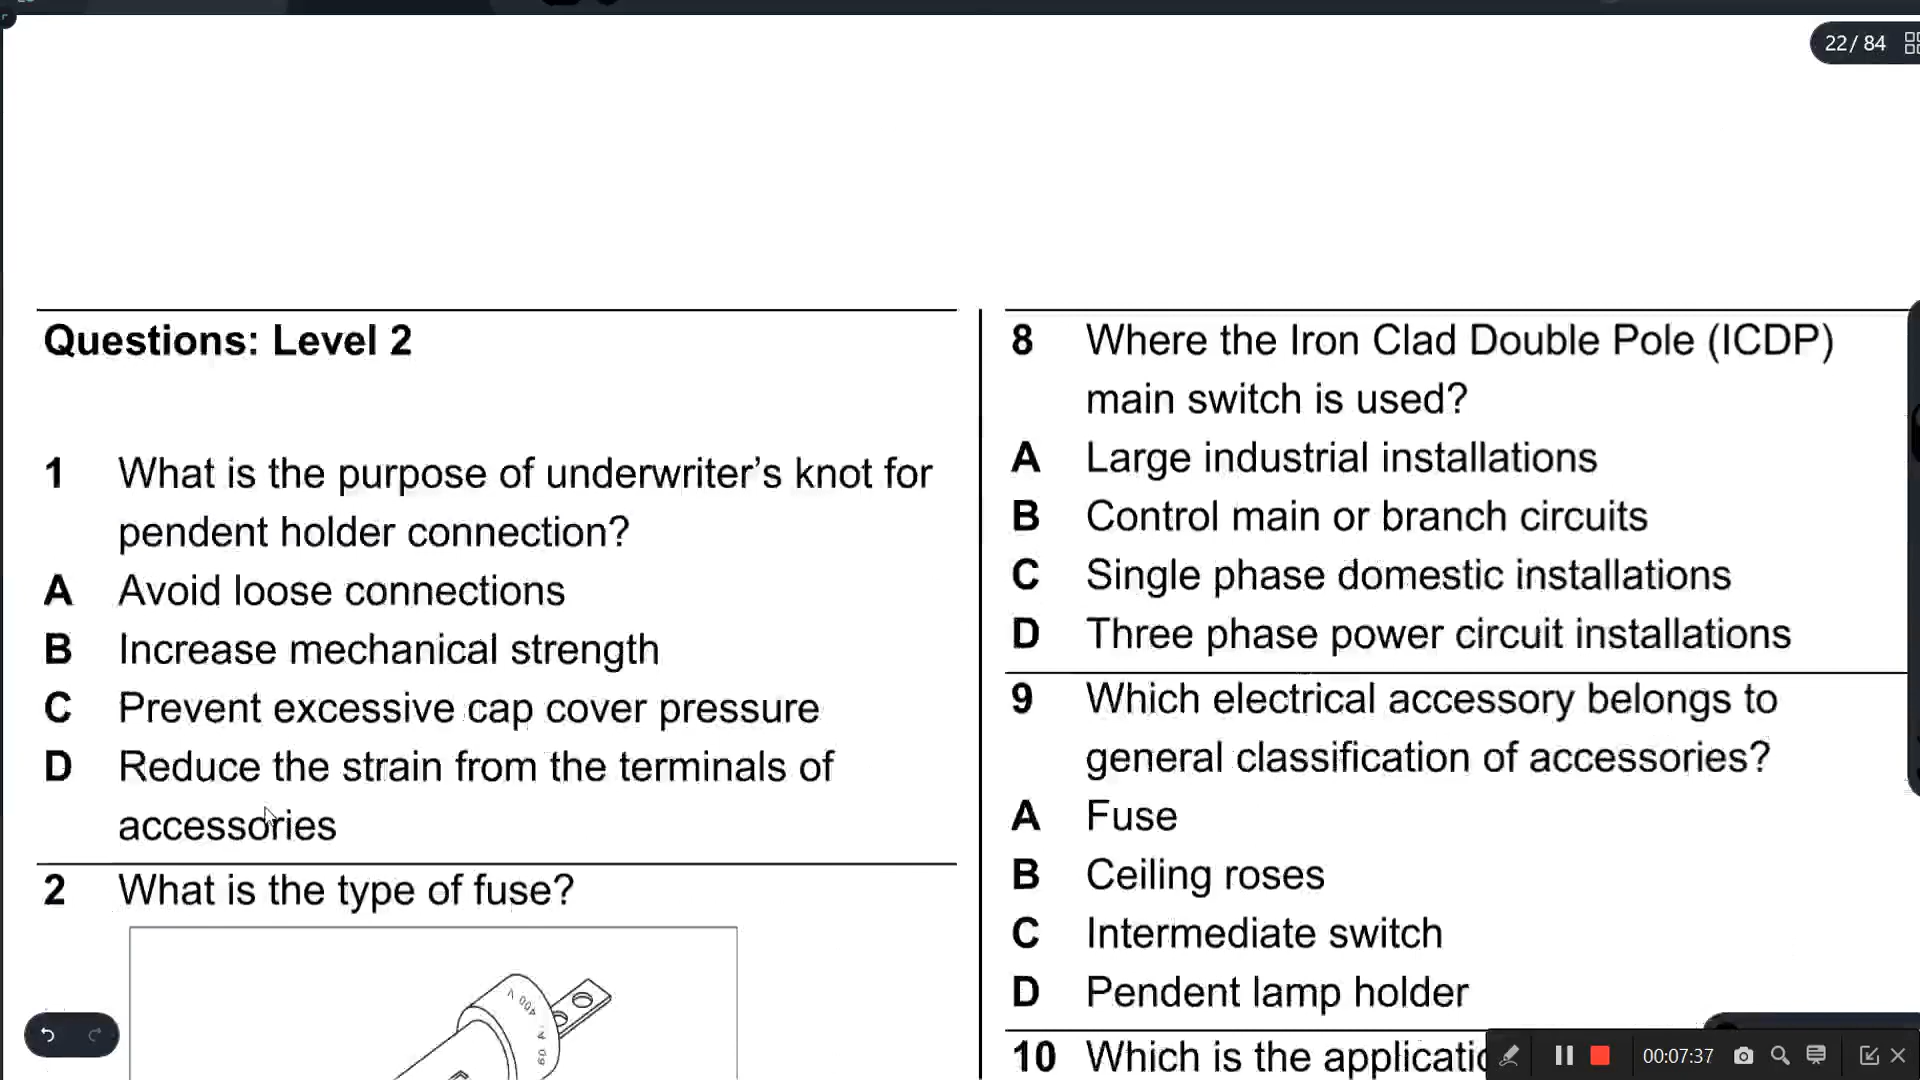 22/ 84
Questions: Level 2
1 What is the purpose of underwriter's knot for
pendent holder connection?
A Avoid loose connections
B Increase mechanical strength
C Prevent excessive cap cover pressure
D Reduce the strain from the terminals of
accessories
2 What is the type of fuse?
400 V
60
8 Where the Iron Clad Double Pole (ICDP)
main switch is used?
A Large industrial installations
B Control main or branch circuits
C Single phase domestic installations
D Three phase power circuit installations
9 Which electrical accessory belongs to
general classification of accessories?
A Fuse
B Ceiling roses
C Intermediate switch
D Pendent lamp holder
10 Which is the
00:07:37